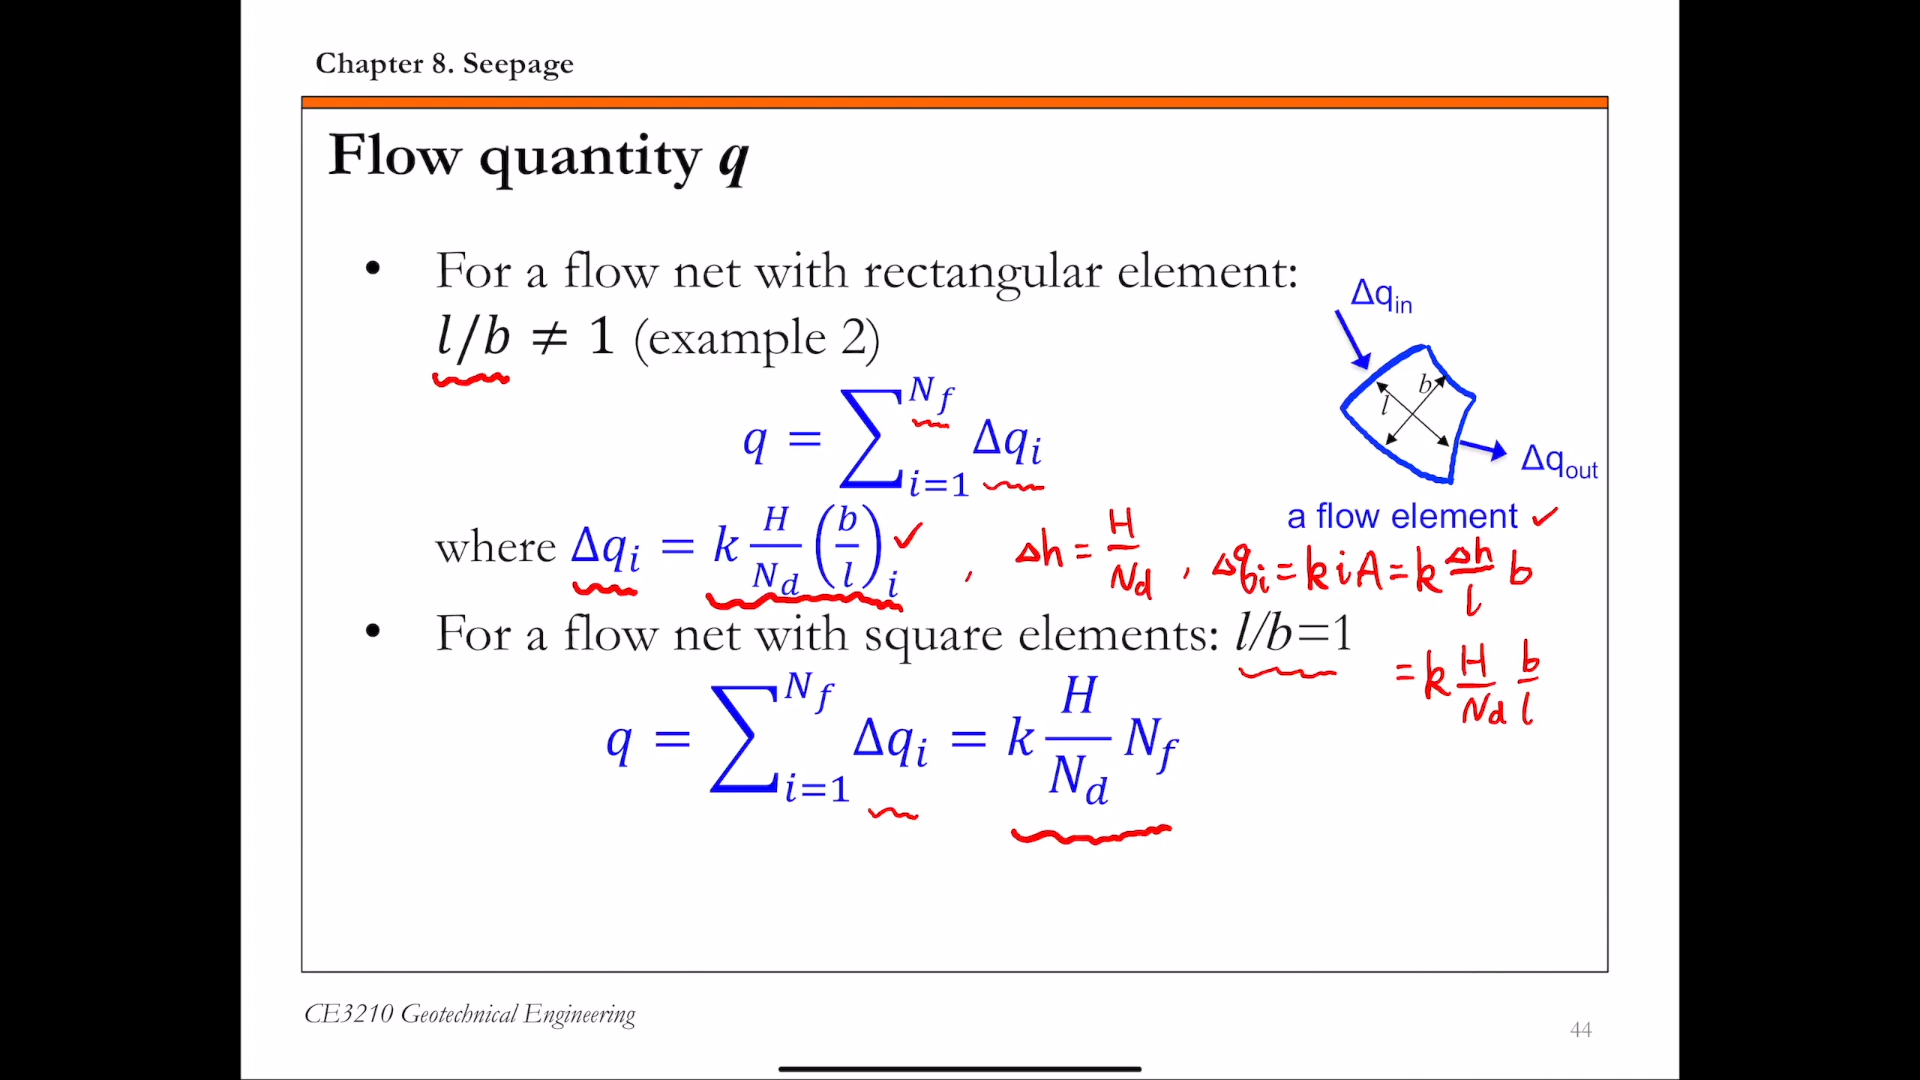 Chapter 8. Seepage
Flow quantity q
• For a flow net with rectangular element:
l/b ≠ 1 (example 2)
q = ∑_{i=1}^{N_f} Δq_i
where Δq_i = k H/N_d (b/l)_i ✓ , Δh = H/N_d , Δq_i = k i A = k Δh/l b
= k H/N_d b/l
• For a flow net with square elements: l/b=1
q = ∑_{i=1}^{N_f} Δq_i = k H/N_d N_f
Δq_in
b
l
Δq_out
a flow element ✓
CE3210 Geotechnical Engineering
44